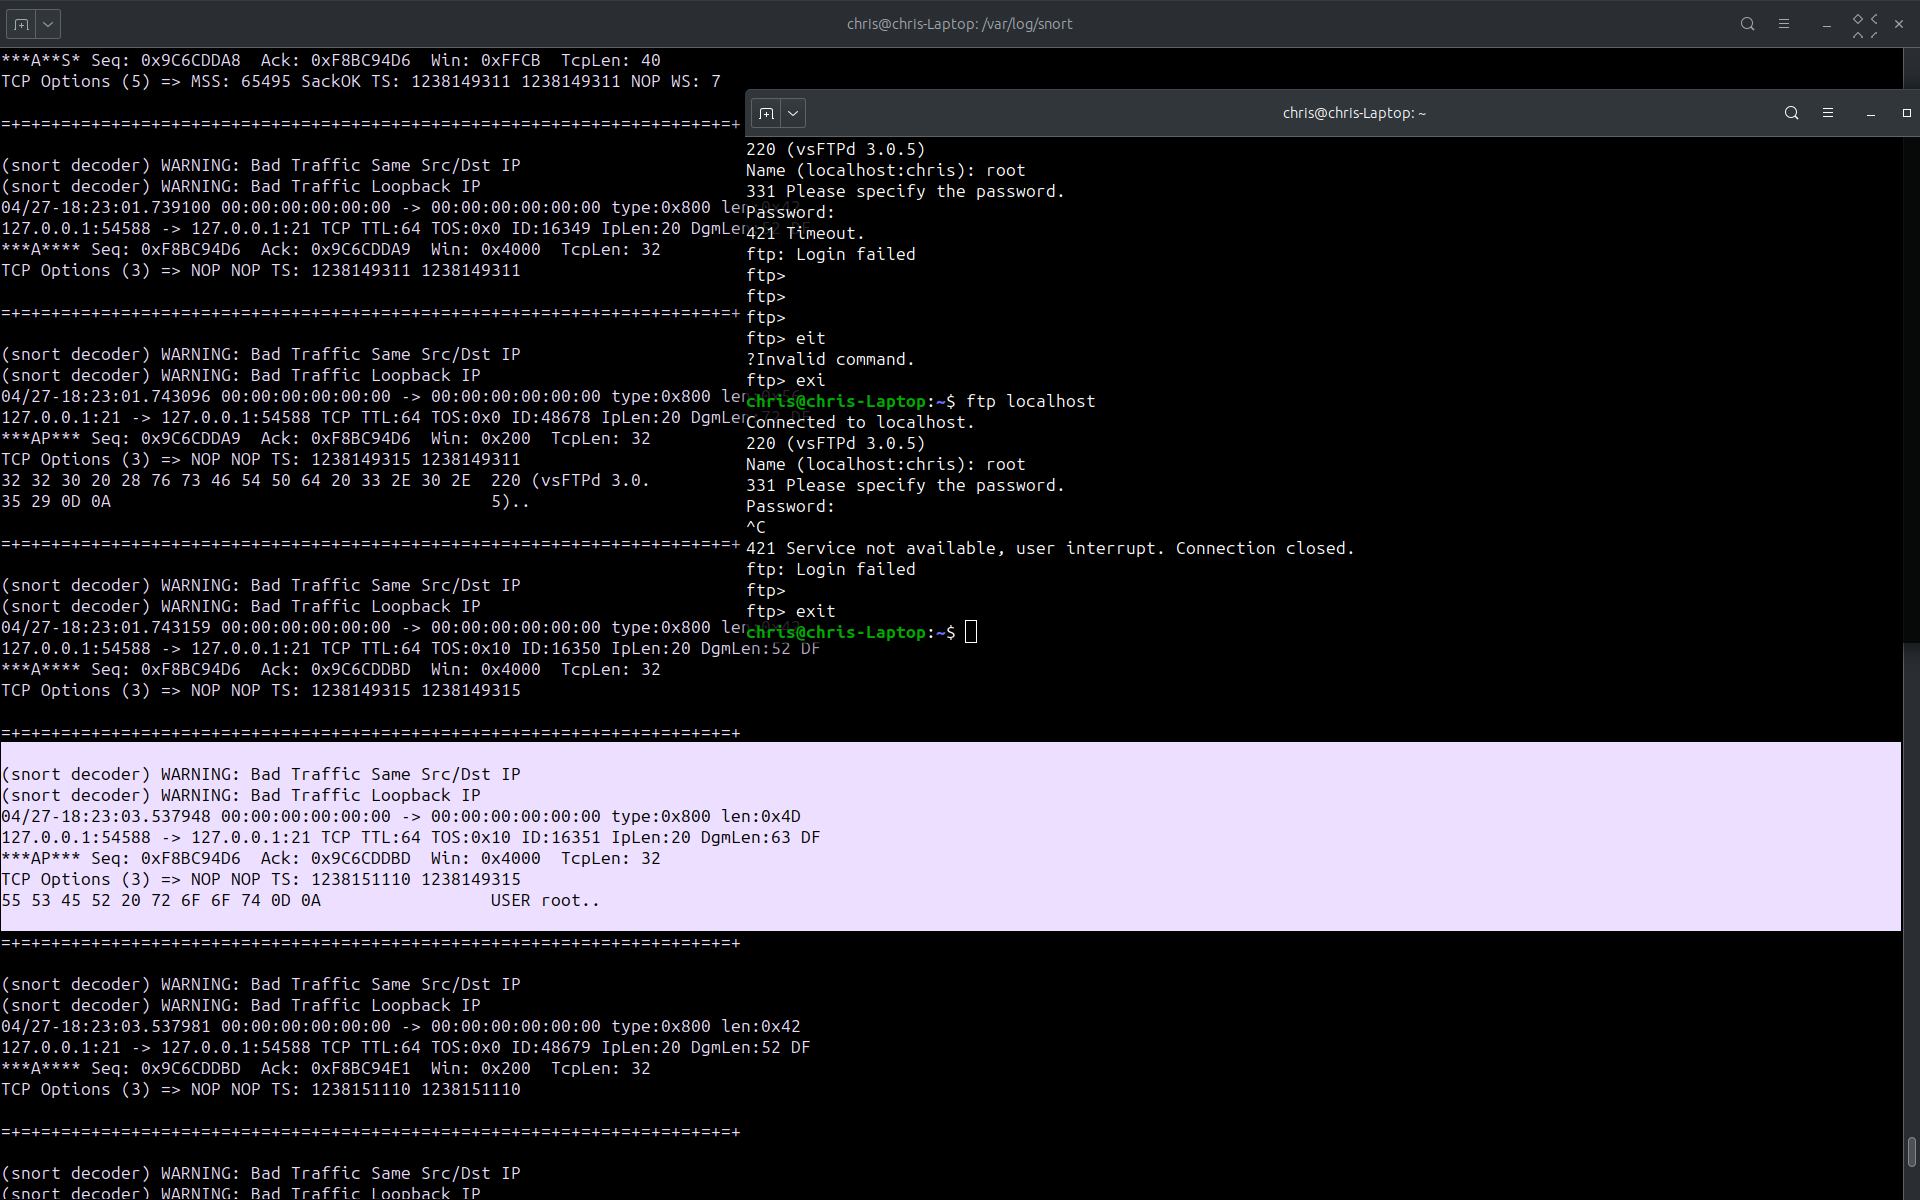 chris@chris-Laptop: /var/log/snort
***A**S* Seq: 0x9C6CDDA8  Ack: 0xF8BC94D6  Win: 0xFFCB  TcpLen: 40
TCP Options (5) => MSS: 65495 SackOK TS: 1238149311 1238149311 NOP WS: 7
=+=+=+=+=+=+=+=+=+=+=+=+=+=+=+=+=+=+=+=+=+=+=+=+=+=+=+=+=+=+=+=+=+=+=+=+=+
(snort decoder) WARNING: Bad Traffic Same Src/Dst IP
(snort decoder) WARNING: Bad Traffic Loopback IP
04/27-18:23:01.739100 00:00:00:00:00:00 -> 00:00:00:00:00:00 type:0x800 len:0x42
127.0.0.1:54588 -> 127.0.0.1:21 TCP TTL:64 TOS:0x0 ID:16349 IpLen:20 DgmLen:52 DF
***A**** Seq: 0xF8BC94D6  Ack: 0x9C6CDDA9  Win: 0x4000  TcpLen: 32
TCP Options (3) => NOP NOP TS: 1238149311 1238149311
=+=+=+=+=+=+=+=+=+=+=+=+=+=+=+=+=+=+=+=+=+=+=+=+=+=+=+=+=+=+=+=+=+=+=+=+=+
(snort decoder) WARNING: Bad Traffic Same Src/Dst IP
(snort decoder) WARNING: Bad Traffic Loopback IP
04/27-18:23:01.743096 00:00:00:00:00:00 -> 00:00:00:00:00:00 type:0x800 len:0x56
127.0.0.1:21 -> 127.0.0.1:54588 TCP TTL:64 TOS:0x0 ID:48678 IpLen:20 DgmLen:72 DF
***AP*** Seq: 0x9C6CDDA9  Ack: 0xF8BC94D6  Win: 0x200  TcpLen: 32
TCP Options (3) => NOP NOP TS: 1238149315 1238149311
32 32 30 20 28 76 73 46 54 50 64 20 33 2E 30 2E  220 (vsFTPd 3.0.
35 29 0D 0A                                      5)..
=+=+=+=+=+=+=+=+=+=+=+=+=+=+=+=+=+=+=+=+=+=+=+=+=+=+=+=+=+=+=+=+=+=+=+=+=+
(snort decoder) WARNING: Bad Traffic Same Src/Dst IP
(snort decoder) WARNING: Bad Traffic Loopback IP
04/27-18:23:01.743159 00:00:00:00:00:00 -> 00:00:00:00:00:00 type:0x800 len:0x42
127.0.0.1:54588 -> 127.0.0.1:21 TCP TTL:64 TOS:0x10 ID:16350 IpLen:20 DgmLen:52 DF
***A**** Seq: 0xF8BC94D6  Ack: 0x9C6CDDBD  Win: 0x4000  TcpLen: 32
TCP Options (3) => NOP NOP TS: 1238149315 1238149315
=+=+=+=+=+=+=+=+=+=+=+=+=+=+=+=+=+=+=+=+=+=+=+=+=+=+=+=+=+=+=+=+=+=+=+=+=+
(snort decoder) WARNING: Bad Traffic Same Src/Dst IP
(snort decoder) WARNING: Bad Traffic Loopback IP
04/27-18:23:03.537948 00:00:00:00:00:00 -> 00:00:00:00:00:00 type:0x800 len:0x4D
127.0.0.1:54588 -> 127.0.0.1:21 TCP TTL:64 TOS:0x10 ID:16351 IpLen:20 DgmLen:63 DF
***AP*** Seq: 0xF8BC94D6  Ack: 0x9C6CDDBD  Win: 0x4000  TcpLen: 32
TCP Options (3) => NOP NOP TS: 1238151110 1238149315
55 53 45 52 20 72 6F 6F 74 0D 0A                 USER root..
=+=+=+=+=+=+=+=+=+=+=+=+=+=+=+=+=+=+=+=+=+=+=+=+=+=+=+=+=+=+=+=+=+=+=+=+=+
(snort decoder) WARNING: Bad Traffic Same Src/Dst IP
(snort decoder) WARNING: Bad Traffic Loopback IP
04/27-18:23:03.537981 00:00:00:00:00:00 -> 00:00:00:00:00:00 type:0x800 len:0x42
127.0.0.1:21 -> 127.0.0.1:54588 TCP TTL:64 TOS:0x0 ID:48679 IpLen:20 DgmLen:52 DF
***A**** Seq: 0x9C6CDDBD  Ack: 0xF8BC94E1  Win: 0x200  TcpLen: 32
TCP Options (3) => NOP NOP TS: 1238151110 1238151110
=+=+=+=+=+=+=+=+=+=+=+=+=+=+=+=+=+=+=+=+=+=+=+=+=+=+=+=+=+=+=+=+=+=+=+=+=+
(snort decoder) WARNING: Bad Traffic Same Src/Dst IP
(snort decoder) WARNING: Bad Traffic Loopback IP
chris@chris-Laptop: ~
220 (vsFTPd 3.0.5)
Name (localhost:chris): root
331 Please specify the password.
Password:
421 Timeout.
ftp: Login failed
ftp>
ftp>
ftp>
ftp> eit
?Invalid command.
ftp> exi
chris@chris-Laptop:~$ ftp localhost
Connected to localhost.
220 (vsFTPd 3.0.5)
Name (localhost:chris): root
331 Please specify the password.
Password:
^C
421 Service not available, user interrupt. Connection closed.
ftp: Login failed
ftp>
ftp> exit
chris@chris-Laptop:~$